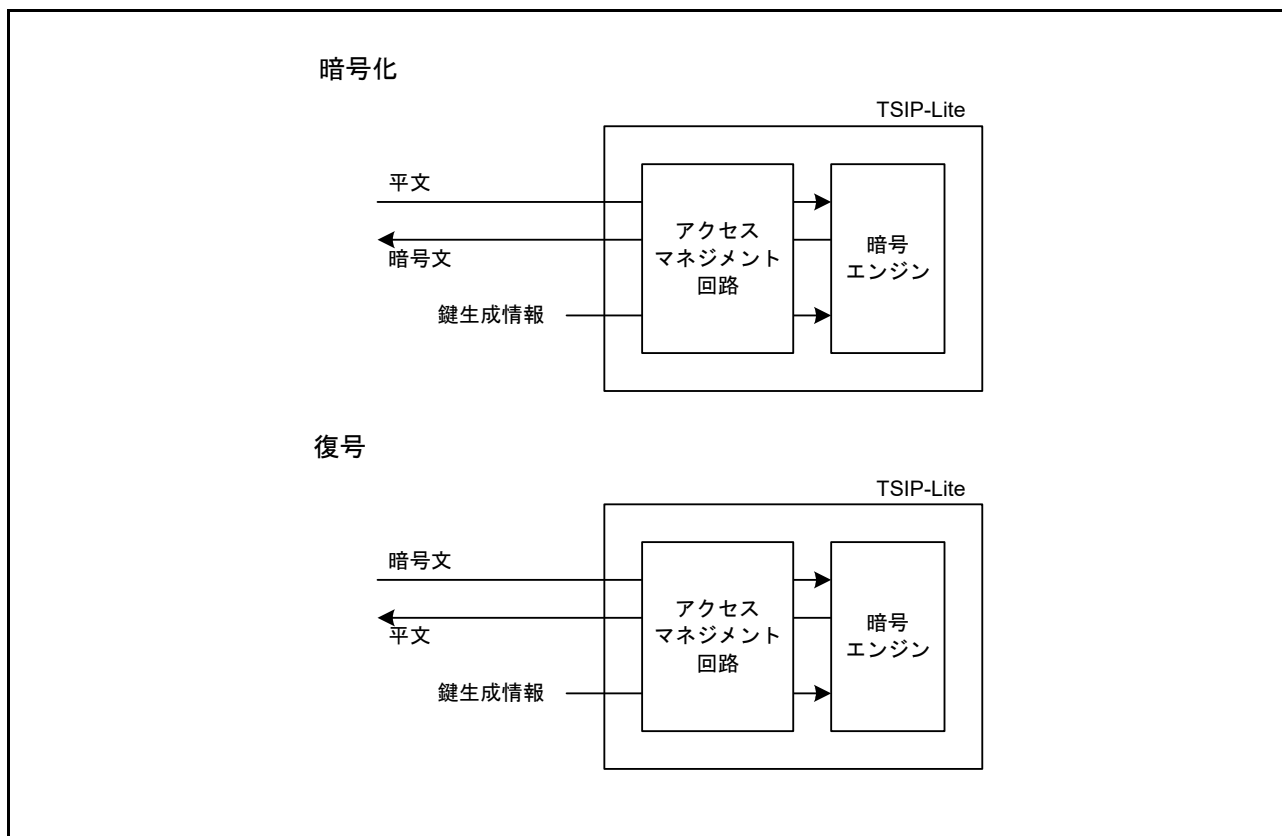 暗号化
TSIP-Lite
平文
暗号文
鍵生成情報
アクセス
マネジメント
回路
暗号
エンジン
復号
TSIP-Lite
暗号文
平文
鍵生成情報
アクセス
マネジメント
回路
暗号
エンジン